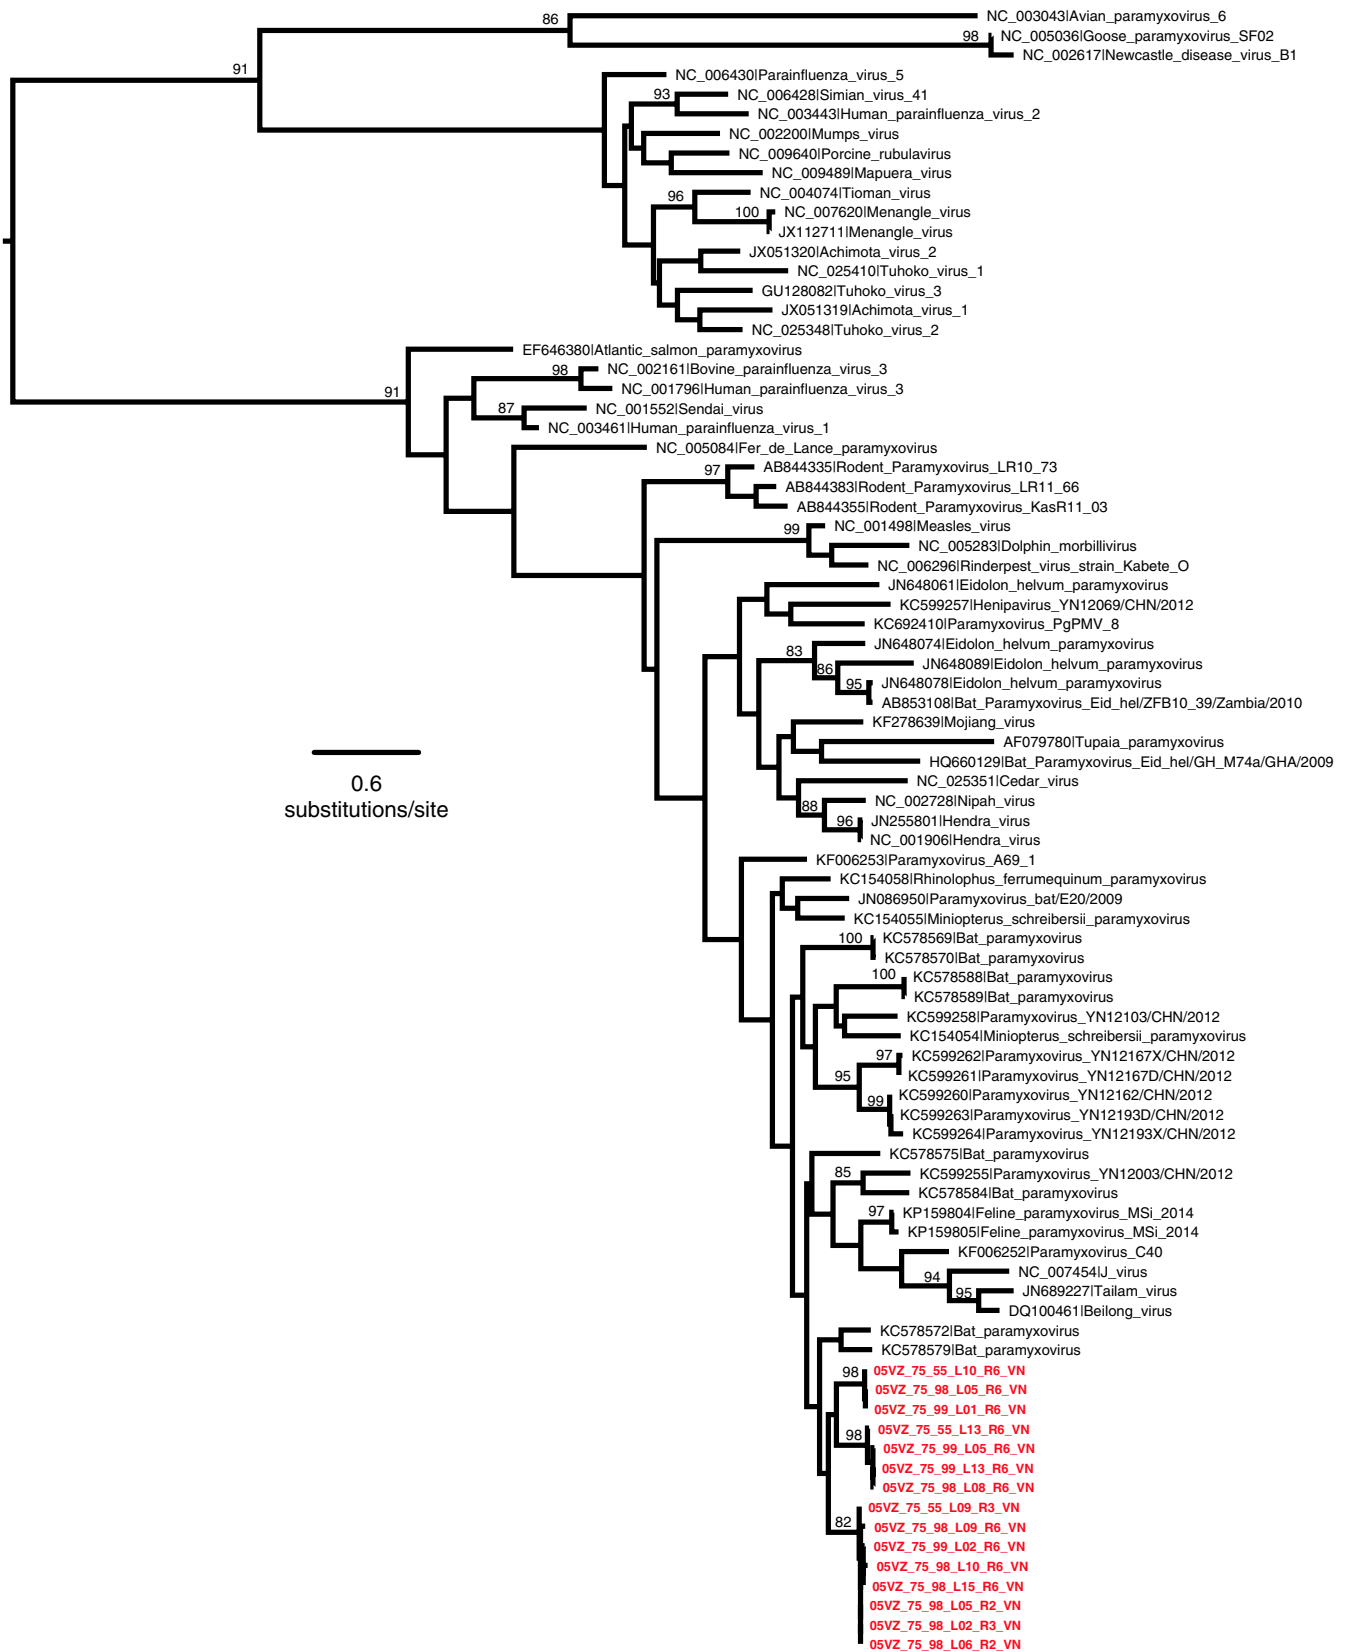 86
NC_003043|Avian_paramyxovirus_6
98
NC_005036|Goose_paramyxovirus_SF02
NC_002617|Newcastle_disease_virus_B1
91
NC_006430|Parainfluenza_virus_5
93
NC_006428|Simian_virus_41
NC_003443|Human_parainfluenza_virus_2
NC_002200|Mumps_virus
NC_009640|Porcine_rubulavirus
NC_009489|Mapuera_virus
96
NC_004074|Tioman_virus
100
NC_007620|Menangle_virus
JX112711|Menangle_virus
JX051320|Achimota_virus_2
NC_025410|Tuhoko_virus_1
GU128082|Tuhoko_virus_3
JX051319|Achimota_virus_1
NC_025348|Tuhoko_virus_2
EF646380|Atlantic_salmon_paramyxovirus
98
NC_002161|Bovine_parainfluenza_virus_3
NC_001796|Human_parainfluenza_virus_3
91
87
NC_001552|Sendai_virus
NC_003461|Human_parainfluenza_virus_1
NC_005084|Fer_de_Lance_paramyxovirus
97
AB844335|Rodent_Paramyxovirus_LR10_73
AB844383|Rodent_Paramyxovirus_LR11_66
AB844355|Rodent_Paramyxovirus_KasR11_03
99
NC_001498|Measles_virus
NC_005283|Dolphin_morbillivirus
NC_006296|Rinderpest_virus_strain_Kabete_O
JN648061|Eidolon_helvum_paramyxovirus
KC599257|Henipavirus_YN12069/CHN/2012
KC692410|Paramyxovirus_PgPMV_8
83
JN648074|Eidolon_helvum_paramyxovirus
86
JN648089|Eidolon_helvum_paramyxovirus
95
JN648078|Eidolon_helvum_paramyxovirus
AB853108|Bat_Paramyxovirus_Eid_hel/ZFB10_39/Zambia/2010
KF278639|Mojiang_virus
AF079780|Tupaia_paramyxovirus
HQ660129|Bat_Paramyxovirus_Eid_hel/GH_M74a/GHA/2009
0.6
substitutions/site
NC_025351|Cedar_virus
88
NC_002728|Nipah_virus
96
JN255801|Hendra_virus
NC_001906|Hendra_virus
KF006253|Paramyxovirus_A69_1
KC154058|Rhinolophus_ferrumequinum_paramyxovirus
JN086950|Paramyxovirus_bat/E20/2009
KC154055|Miniopterus_schreibersii_paramyxovirus
100
KC578569|Bat_paramyxovirus
KC578570|Bat_paramyxovirus
100
KC578588|Bat_paramyxovirus
KC578589|Bat_paramyxovirus
KC599258|Paramyxovirus_YN12103/CHN/2012
KC154054|Miniopterus_schreibersii_paramyxovirus
97
KC599262|Paramyxovirus_YN12167X/CHN/2012
95
KC599261|Paramyxovirus_YN12167D/CHN/2012
99
KC599260|Paramyxovirus_YN12162/CHN/2012
KC599263|Paramyxovirus_YN12193D/CHN/2012
KC599264|Paramyxovirus_YN12193X/CHN/2012
KC578575|Bat_paramyxovirus
85
KC599255|Paramyxovirus_YN12003/CHN/2012
KC578584|Bat_paramyxovirus
97
KP159804|Feline_paramyxovirus_MSi_2014
KP159805|Feline_paramyxovirus_MSi_2014
KF006252|Paramyxovirus_C40
94
NC_007454|J_virus
95
JN689227|Tailam_virus
DQ100461|Beilong_virus
KC578572|Bat_paramyxovirus
KC578579|Bat_paramyxovirus
98
05VZ_75_55_L10_R6_VN
05VZ_75_98_L05_R6_VN
05VZ_75_99_L01_R6_VN
98
05VZ_75_55_L13_R6_VN
05VZ_75_99_L05_R6_VN
05VZ_75_99_L13_R6_VN
05VZ_75_98_L08_R6_VN
82
05VZ_75_55_L09_R3_VN
05VZ_75_98_L09_R6_VN
05VZ_75_99_L02_R6_VN
05VZ_75_98_L10_R6_VN
05VZ_75_98_L15_R6_VN
05VZ_75_98_L05_R2_VN
05VZ_75_98_L02_R3_VN
05VZ_75_98_L06_R2_VN